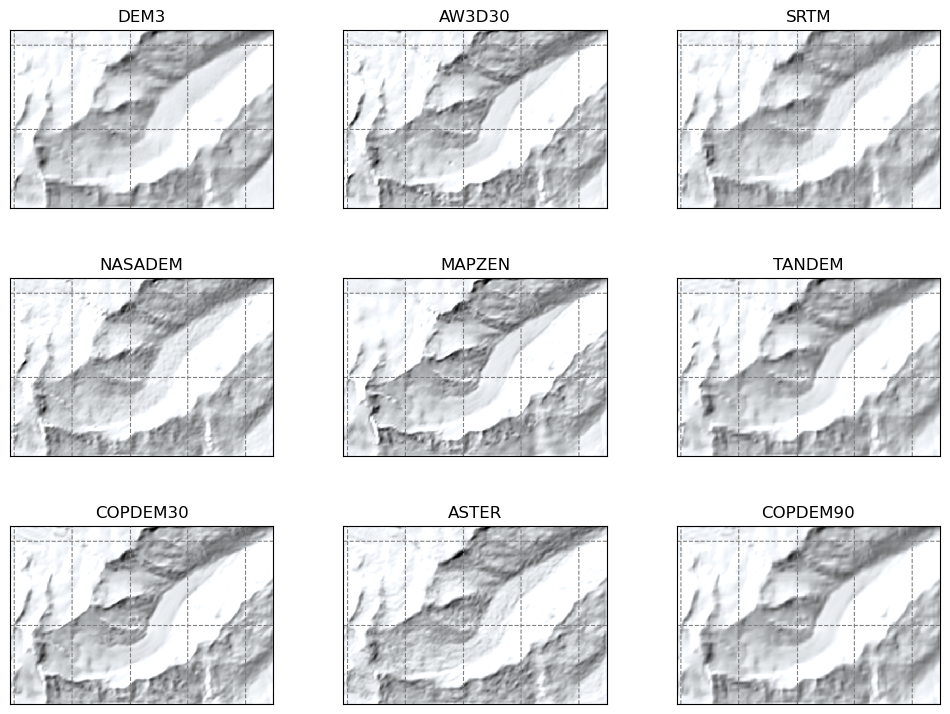 DEM3
AW3D30
SRTM
NASADEM
MAPZEN
TANDEM
COPDEM30
ASTER
COPDEM90